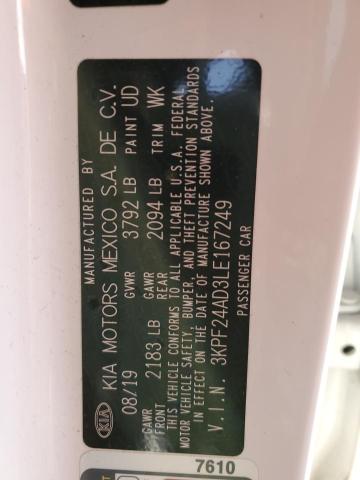 MANUFACTURED BY
KIA KIA MOTORS MEXICO S.A. DE C.V.
08/19 GVWR 3792 LB PAINT UD
GAWR FRONT 2183 LB GAWR REAR 2094 LB TRIM WK
THIS VEHICLE CONFORMS TO ALL APPLICABLE U.S.A. FEDERAL
MOTOR VEHICLE SAFETY, BUMPER, AND THEFT PREVENTION STANDARDS
IN EFFECT ON THE DATE OF MANUFACTURE SHOWN ABOVE.
V.I.N. 3KPF24AD3LE167249
PASSENGER CAR
7610